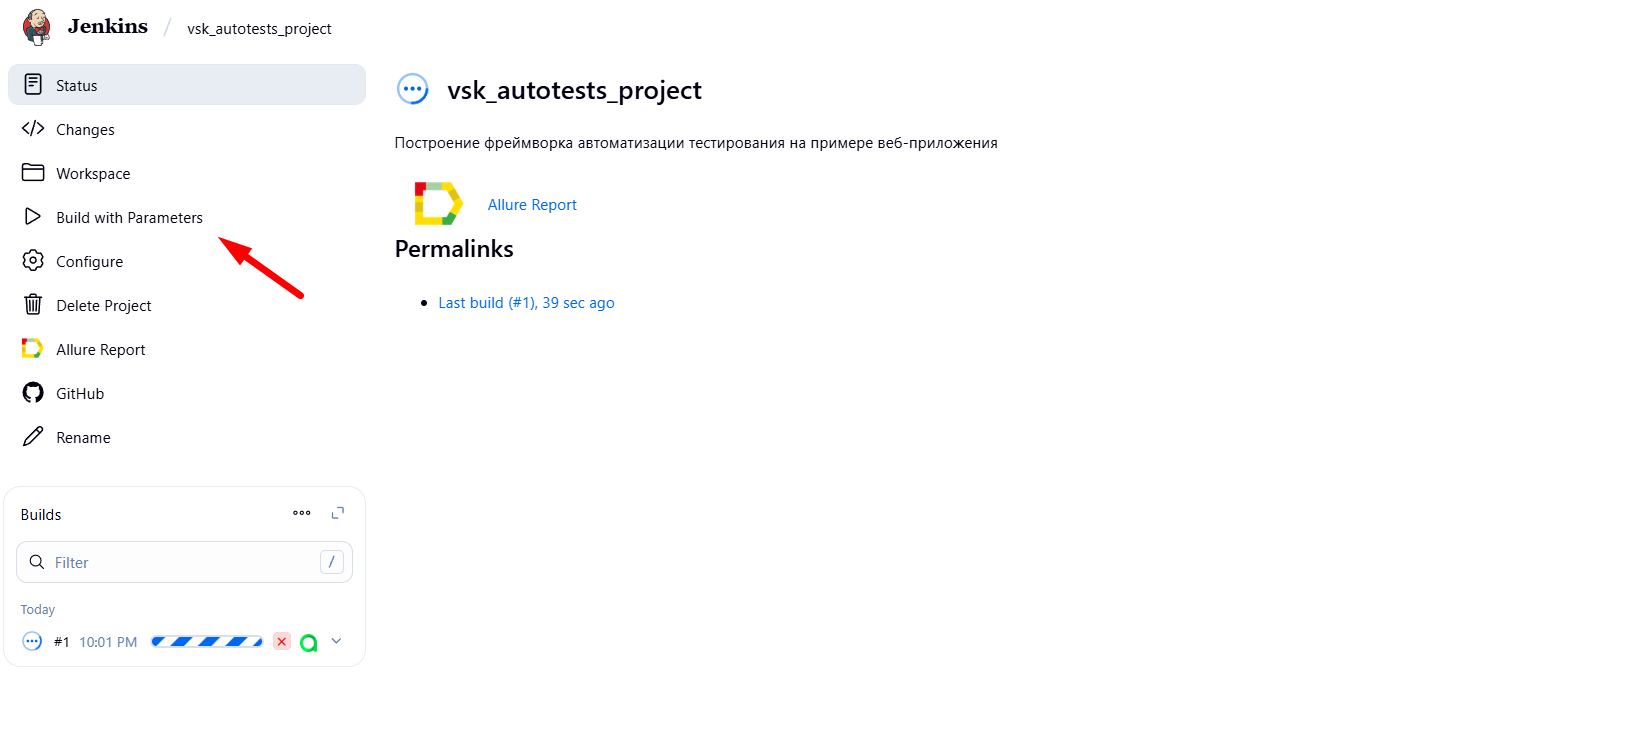 Jenkins / vsk_autotests_project
Status
Changes
Workspace
Build with Parameters
Configure
Delete Project
Allure Report
GitHub
Rename
Builds
Filter /
Today
#1 10:01 PM
vsk_autotests_project
Построение фреймворка автоматизации тестирования на примере веб-приложения
Allure Report
Permalinks
Last build (#1), 39 sec ago